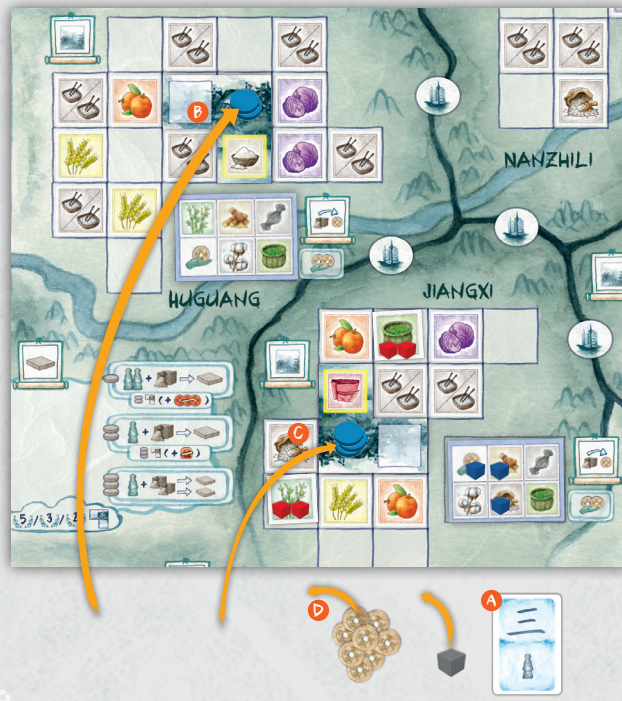 B
NANZHILI
HUGUANG
JIANGXI
+
(+ )
C
+
(+ )
+
5 / 3 / 2
D
A
三